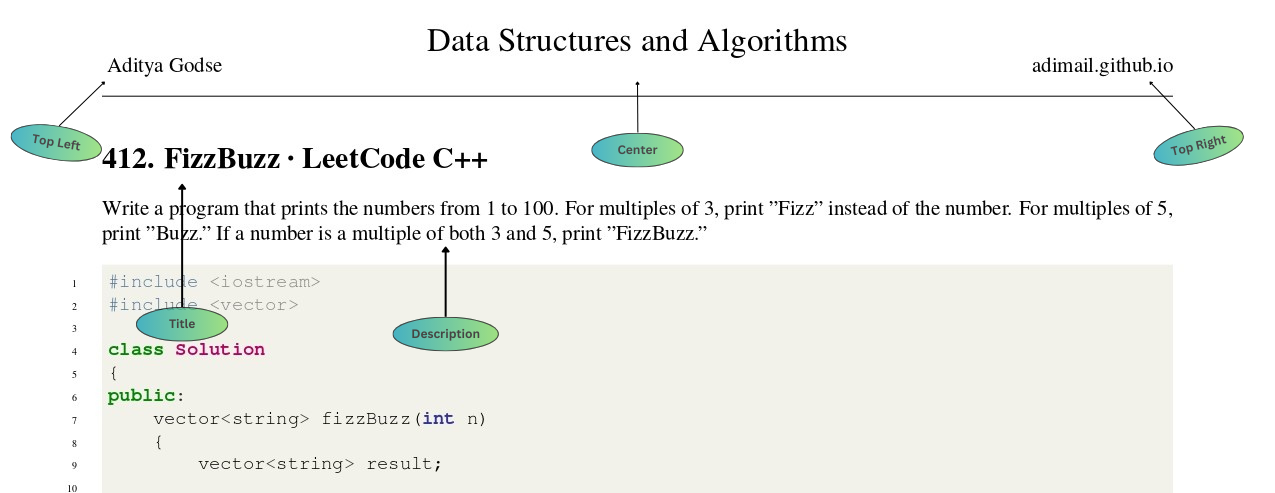 Data Structures and Algorithms
Aditya Godse
adimail.github.io
Top Left
Center
Top Right
412. FizzBuzz · LeetCode C++
Write a program that prints the numbers from 1 to 100. For multiples of 3, print ”Fizz” instead of the number. For multiples of 5,
print ”Buzz.” If a number is a multiple of both 3 and 5, print ”FizzBuzz.”
1 #include <iostream>
2 #include <vector>
Title
Description
3
4 class Solution
5 {
6 public:
7     vector<string> fizzBuzz(int n)
8     {
9         vector<string> result;
10